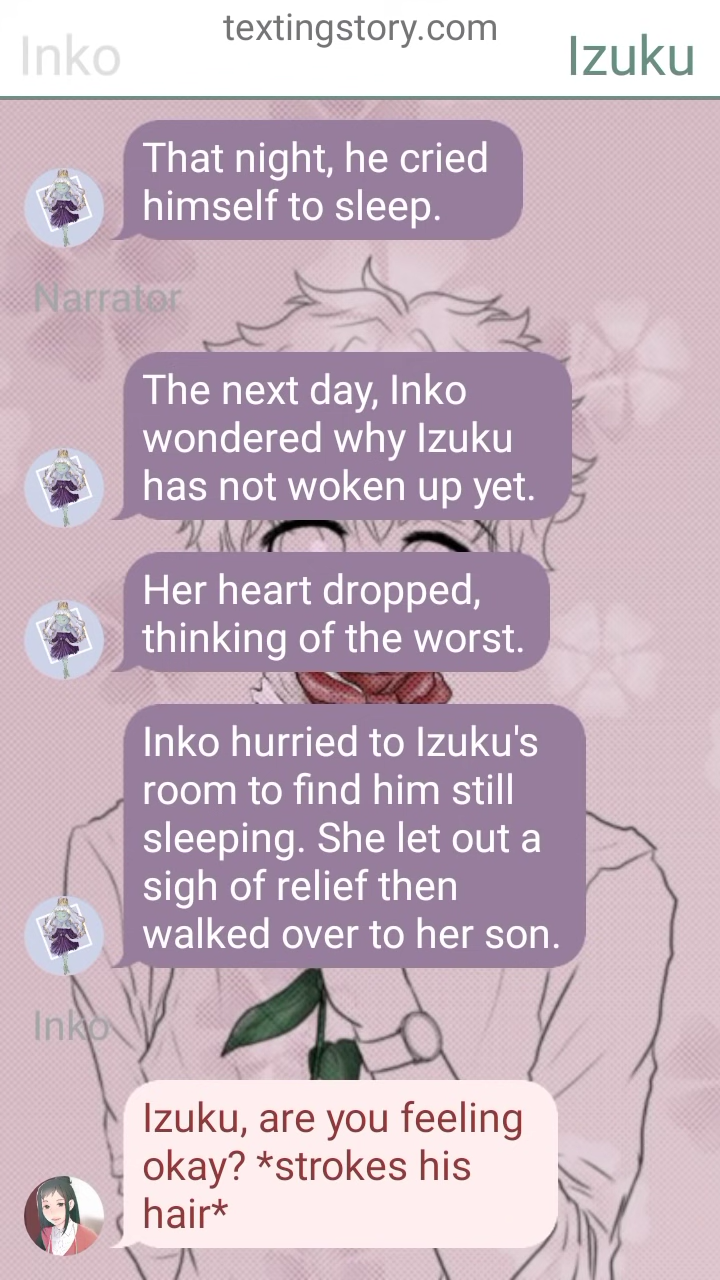 textingstory.com
Inko
Izuku
That night, he cried
himself to sleep.
Narrator
The next day, Inko
wondered why Izuku
has not woken up yet.
Her heart dropped,
thinking of the worst.
Inko hurried to Izuku's
room to find him still
sleeping. She let out a
sigh of relief then
walked over to her son.
Inko
Izuku, are you feeling
okay? *strokes his
hair*